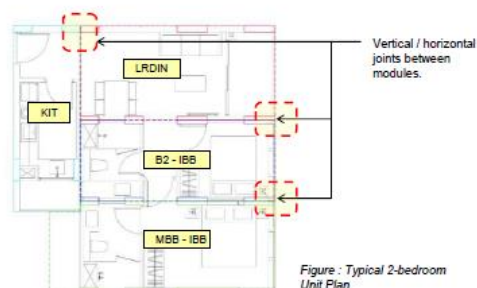 Vertical / horizontal
joints between
modules.
LRDIN
KIT
B2 - IBB
MBB - IBB
Figure : Typical 2-bedroom
Unit Plan